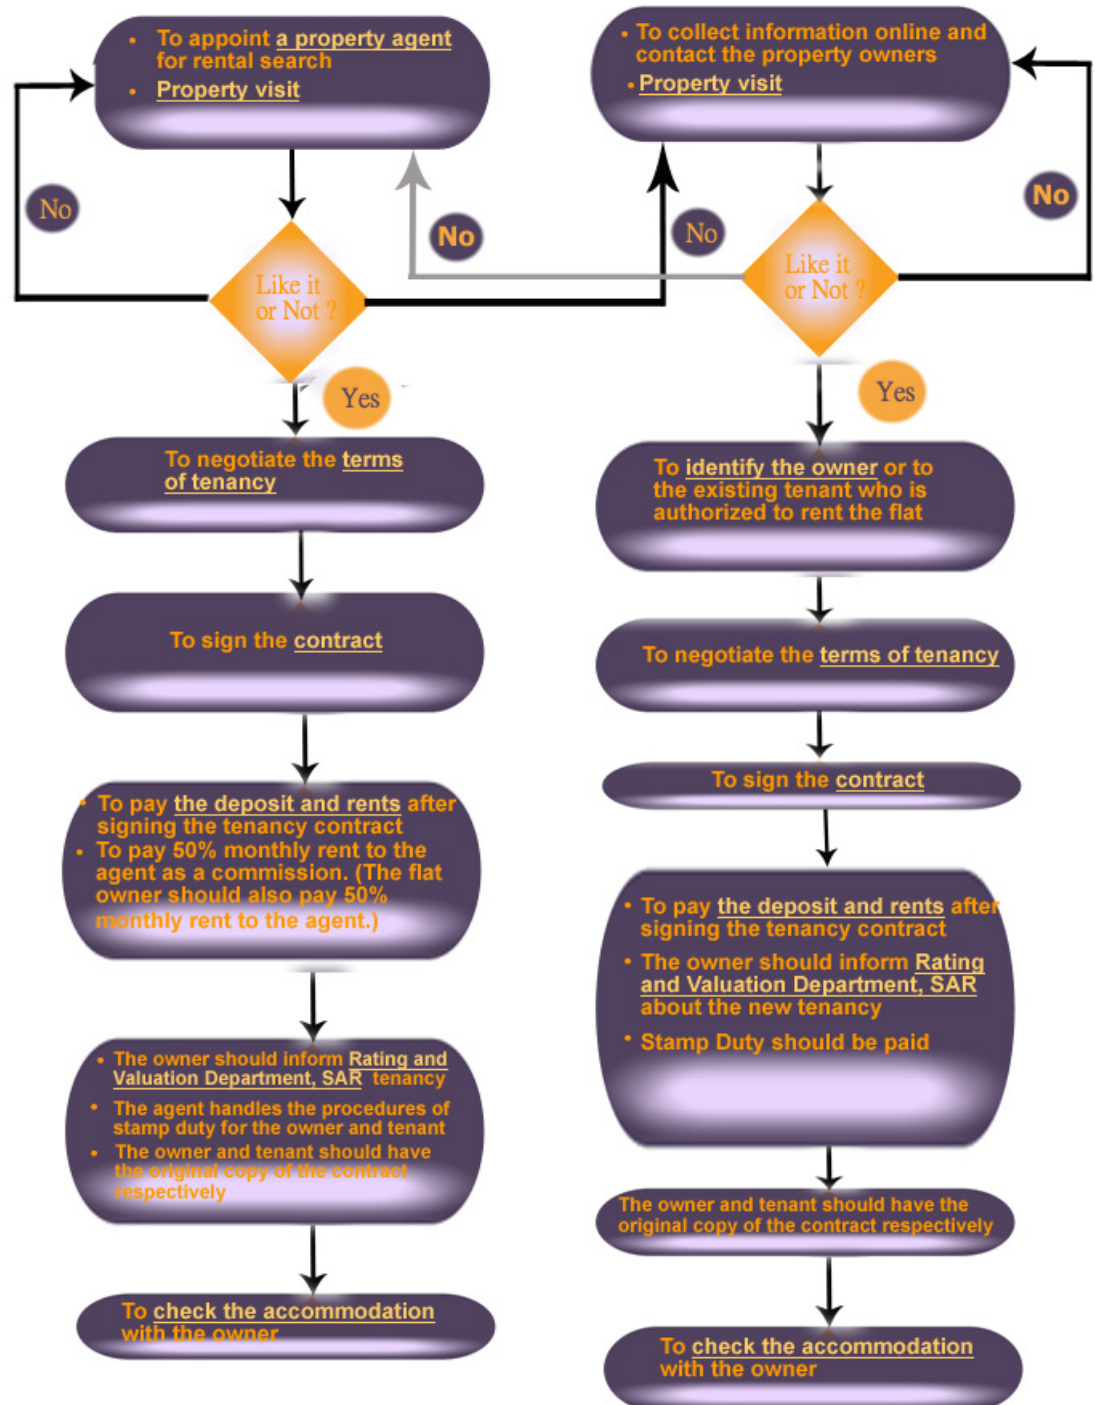 • To appoint a property agent
for rental search
• Property visit
No
Like it
or Not ?
No
Yes
To negotiate the terms
of tenancy
To sign the contract
• To pay the deposit and rents after
signing the tenancy contract
• To pay 50% monthly rent to the
agent as a commission. (The flat
owner should also pay 50%
monthly rent to the agent.)
• The owner should inform Rating and
Valuation Department, SAR tenancy
• The agent handles the procedures of
stamp duty for the owner and tenant
• The owner and tenant should have
the original copy of the contract
respectively
To check the accommodation
with the owner
• To collect information online and
contact the property owners
• Property visit
No
Like it
or Not ?
No
Yes
To identify the owner or to
the existing tenant who is
authorized to rent the flat
To negotiate the terms of tenancy
To sign the contract
• To pay the deposit and rents after
signing the tenancy contract
• The owner should inform Rating
and Valuation Department, SAR
about the new tenancy
• Stamp Duty should be paid
The owner and tenant should have the
original copy of the contract respectively
To check the accommodation
with the owner